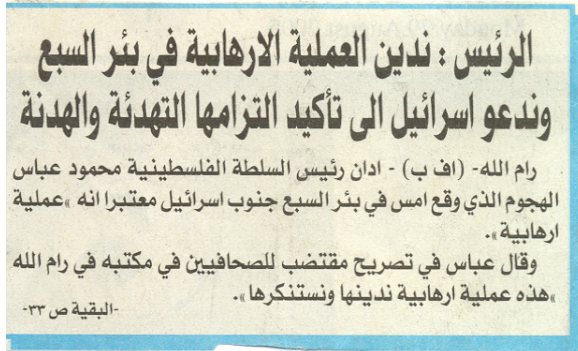 الرئيس : ندين العملية الارهابية في بئر السبع
وندعو اسرائيل الى تأكيد التزامها التهدئة والهدنة
رام الله- (اف ب) - ادان رئيس السلطة الفلسطينية محمود عباس
الهجوم الذي وقع امس في بئر السبع جنوب اسرائيل معتبرا انه «عملية
ارهابية».
وقال عباس في تصريح مقتضب للصحافيين في مكتبه في رام الله
«هذه عملية ارهابية ندينها ونستنكرها».
-البقية ص ٣٣-